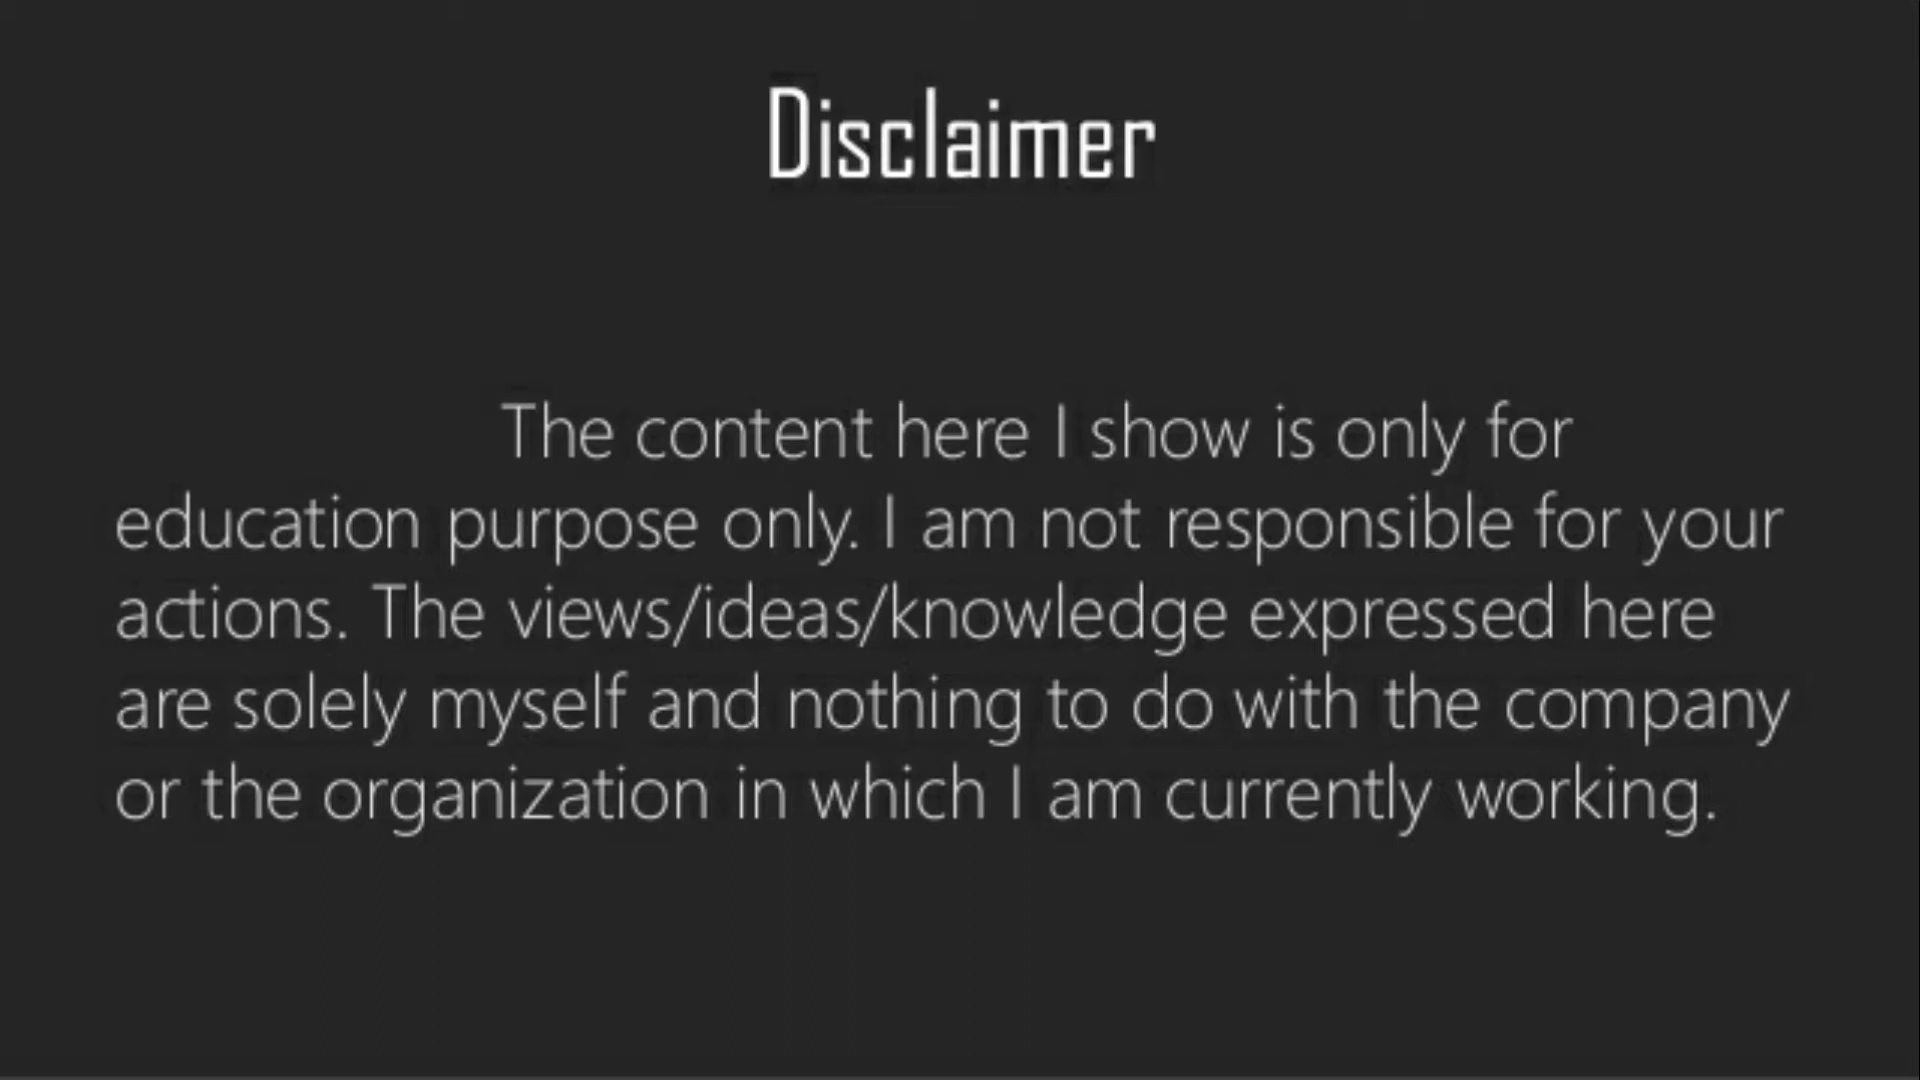 Disclaimer
The content here I show is only for
education purpose only. I am not responsible for your
actions. The views/ideas/knowledge expressed here
are solely myself and nothing to do with the company
or the organization in which I am currently working.